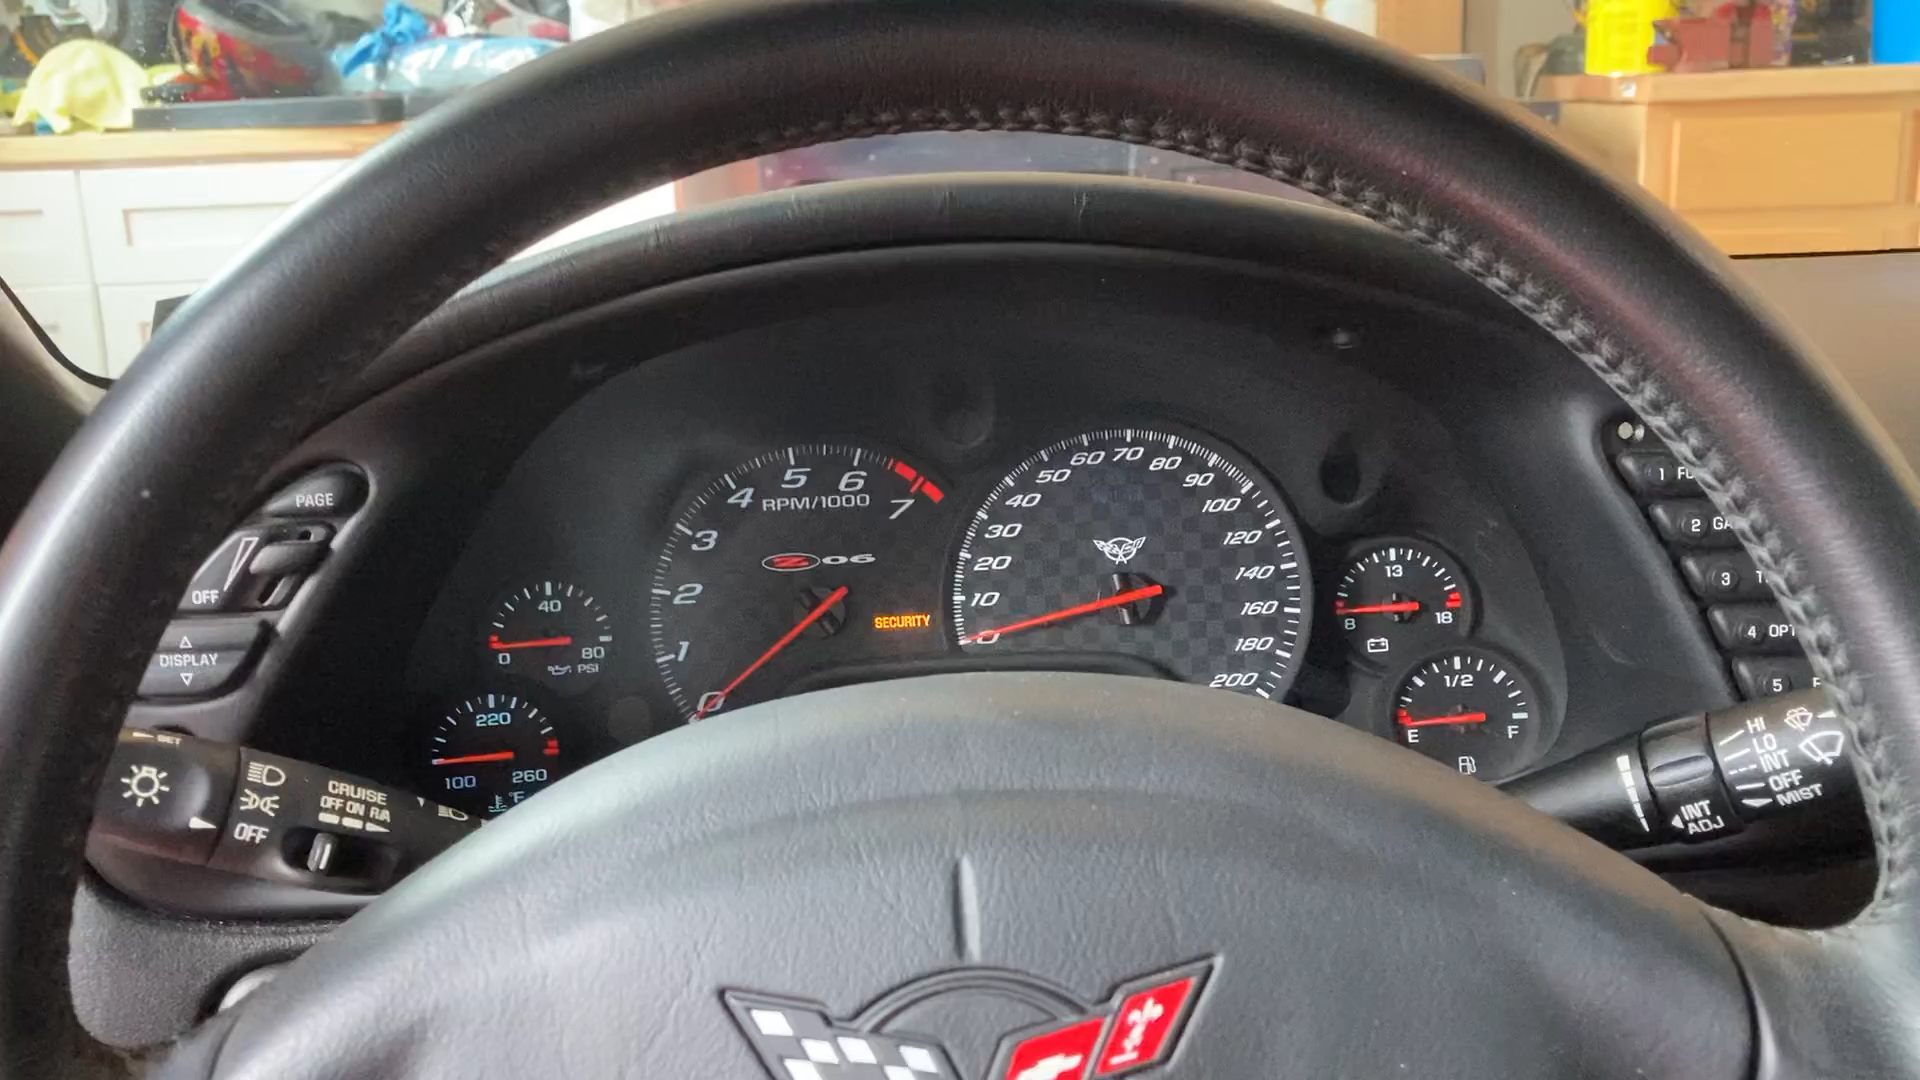 PAGE
OFF
DISPLAY
OFF
CRUISE
OFF ON R/A
40
0 80
PSI
220
100 260
°F
0 1 2 3 4 5 6 7
RPM/1000
Z06
SECURITY
0 10 20 30 40 50 60 70 80 90 100 120 140 160 180 200
13
8 18
1/2
E F
1
2
3
4
5
HI
LO
INT
OFF
MIST
INT
ADJ